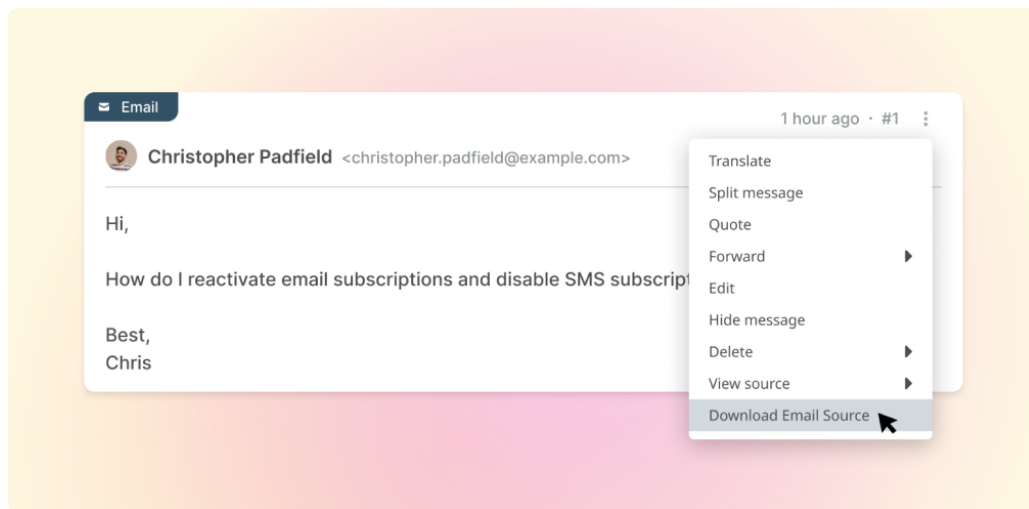 Email
1 hour ago · #1
Christopher Padfield <christopher.padfield@example.com>
Hi,
How do I reactivate email subscriptions and disable SMS
Best,
Chris
Translate
Split message
Quote
Forward
Edit
Hide message
Delete
View source
Download Email Source